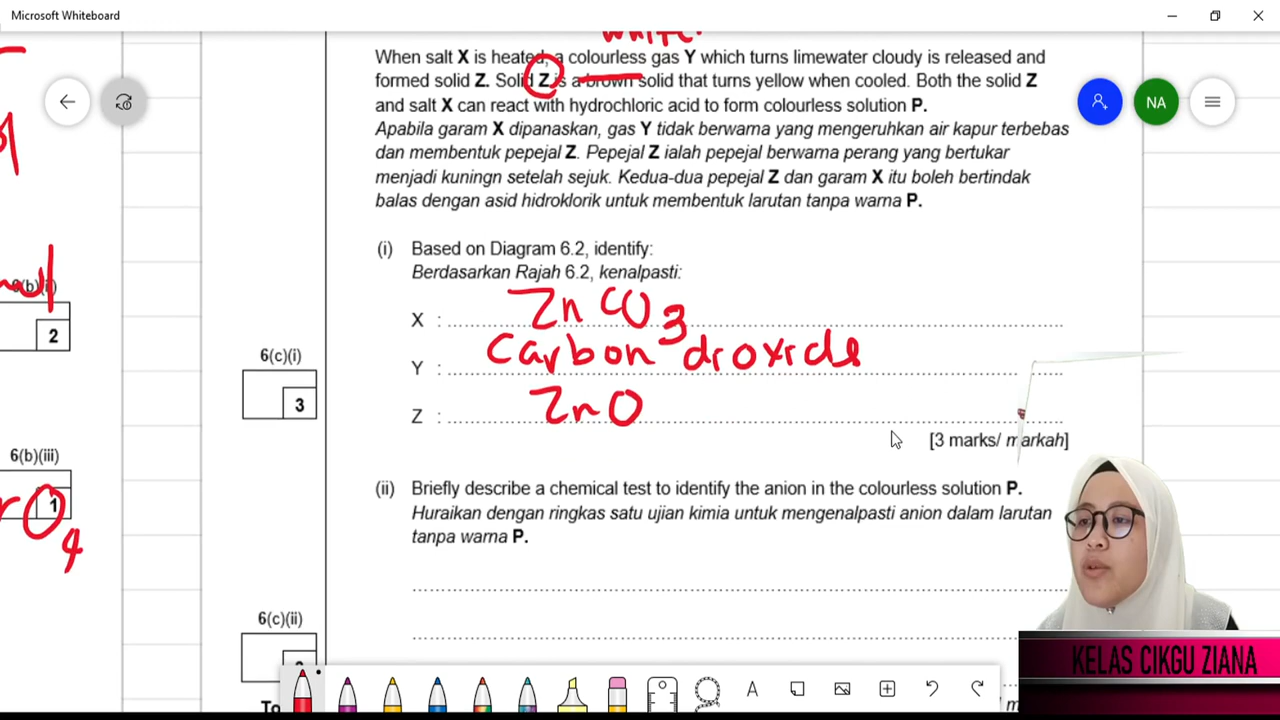 Microsoft Whiteboard
When salt X is heated, a colourless gas Y which turns limewater cloudy is released and
formed solid Z. Solid Z is a brown solid that turns yellow when cooled. Both the solid Z
and salt X can react with hydrochloric acid to form colourless solution P.
Apabila garam X dipanaskan, gas Y tidak berwarna yang mengeruhkan air kapur terbebas
dan membentuk pepejal Z. Pepejal Z ialah pepejal berwarna perang yang bertukar
menjadi kuningn setelah sejuk. Kedua-dua pepejal Z dan garam X itu boleh bertindak
balas dengan asid hidroklorik untuk membentuk larutan tanpa warna P.
NA
(i) Based on Diagram 6.2, identify:
Berdasarkan Rajah 6.2, kenalpasti:
X : ZnCO3
Y : Carbon dioxide
Z : ZnO
[3 marks/ markah]
6(b)(i)
2
6(c)(i)
3
6(b)(iii)
1
O4
(ii) Briefly describe a chemical test to identify the anion in the colourless solution P.
Huraikan dengan ringkas satu ujian kimia untuk mengenalpasti anion dalam larutan
tanpa warna P.
6(c)(ii)
KELAS CIKGU ZIANA
To
A